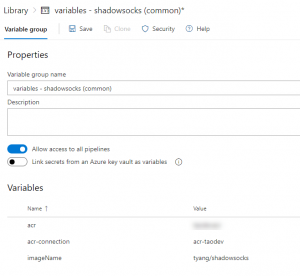 Library > variables - shadowsocks (common)*
Variable group Save Clone Security Help
Properties
Variable group name
variables - shadowsocks (common)
Description
Allow access to all pipelines
Link secrets from an Azure key vault as variables
Variables
Name ↑ Value
acr
acr-connection acr-taodev
imageName tyang/shadowsocks